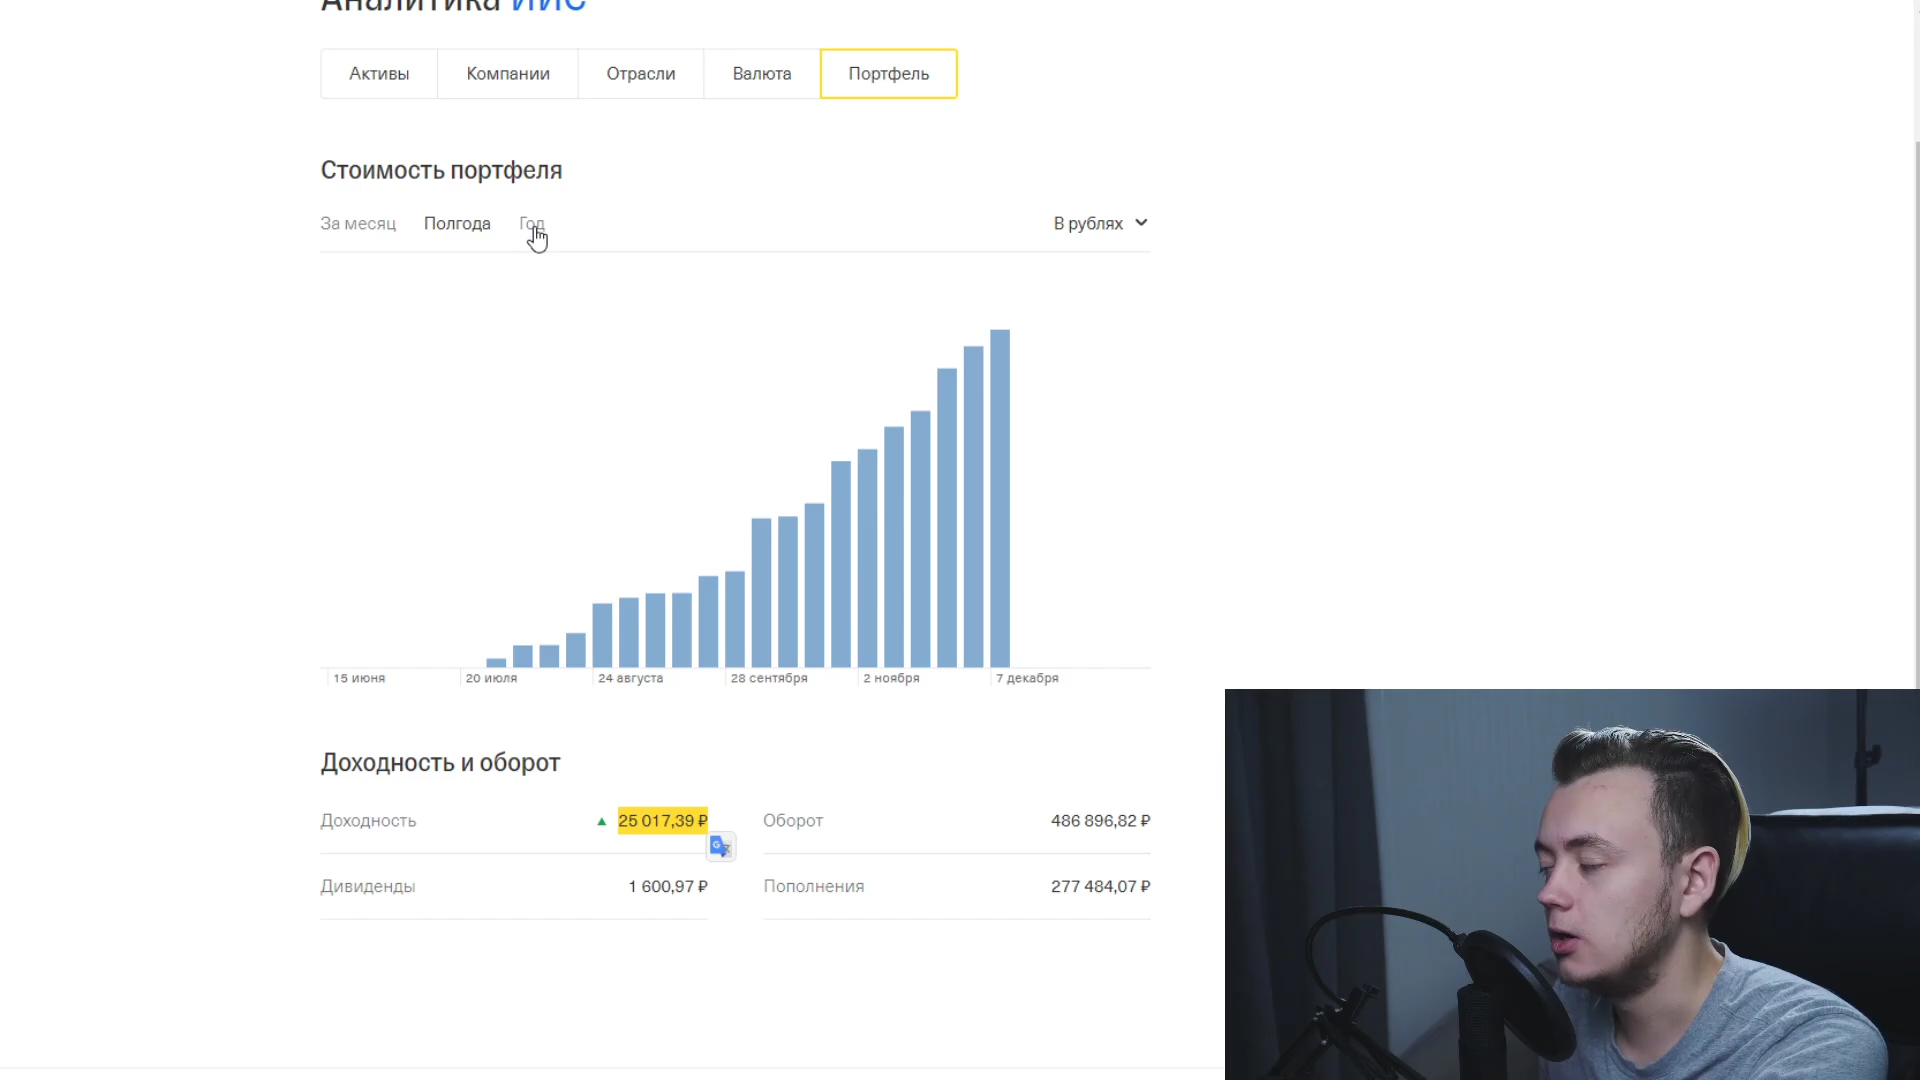 Аналитика ИИС
Активы
Компании
Отрасли
Валюта
Портфель
Стоимость портфеля
За месяц
Полгода
Год
В рублях
15 июня
20 июля
24 августа
28 сентября
2 ноября
7 декабря
Доходность и оборот
Доходность
25 017,39 ₽
Оборот
486 896,82 ₽
Дивиденды
1 600,97 ₽
Пополнения
277 484,07 ₽